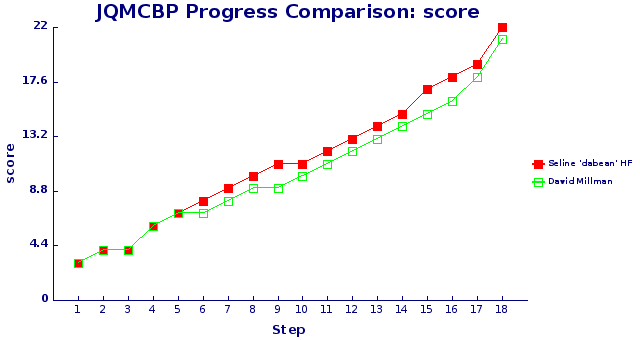 JQMCBP Progress Comparison: score
22
17.6
13.2
8.8
4.4
0
score
1 2 3 4 5 6 7 8 9 10 11 12 13 14 15 16 17 18
Step
Seline 'dabean' HF
David Millman